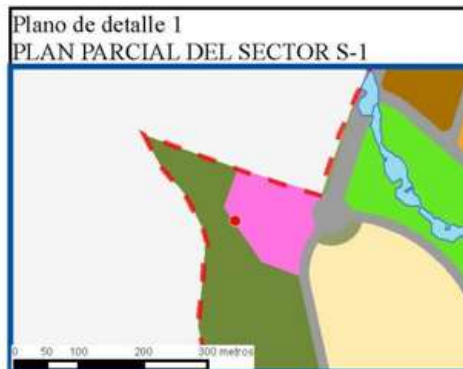 Plano de detalle 1
PLAN PARCIAL DEL SECTOR S-1
0 50 100 200 300 metros